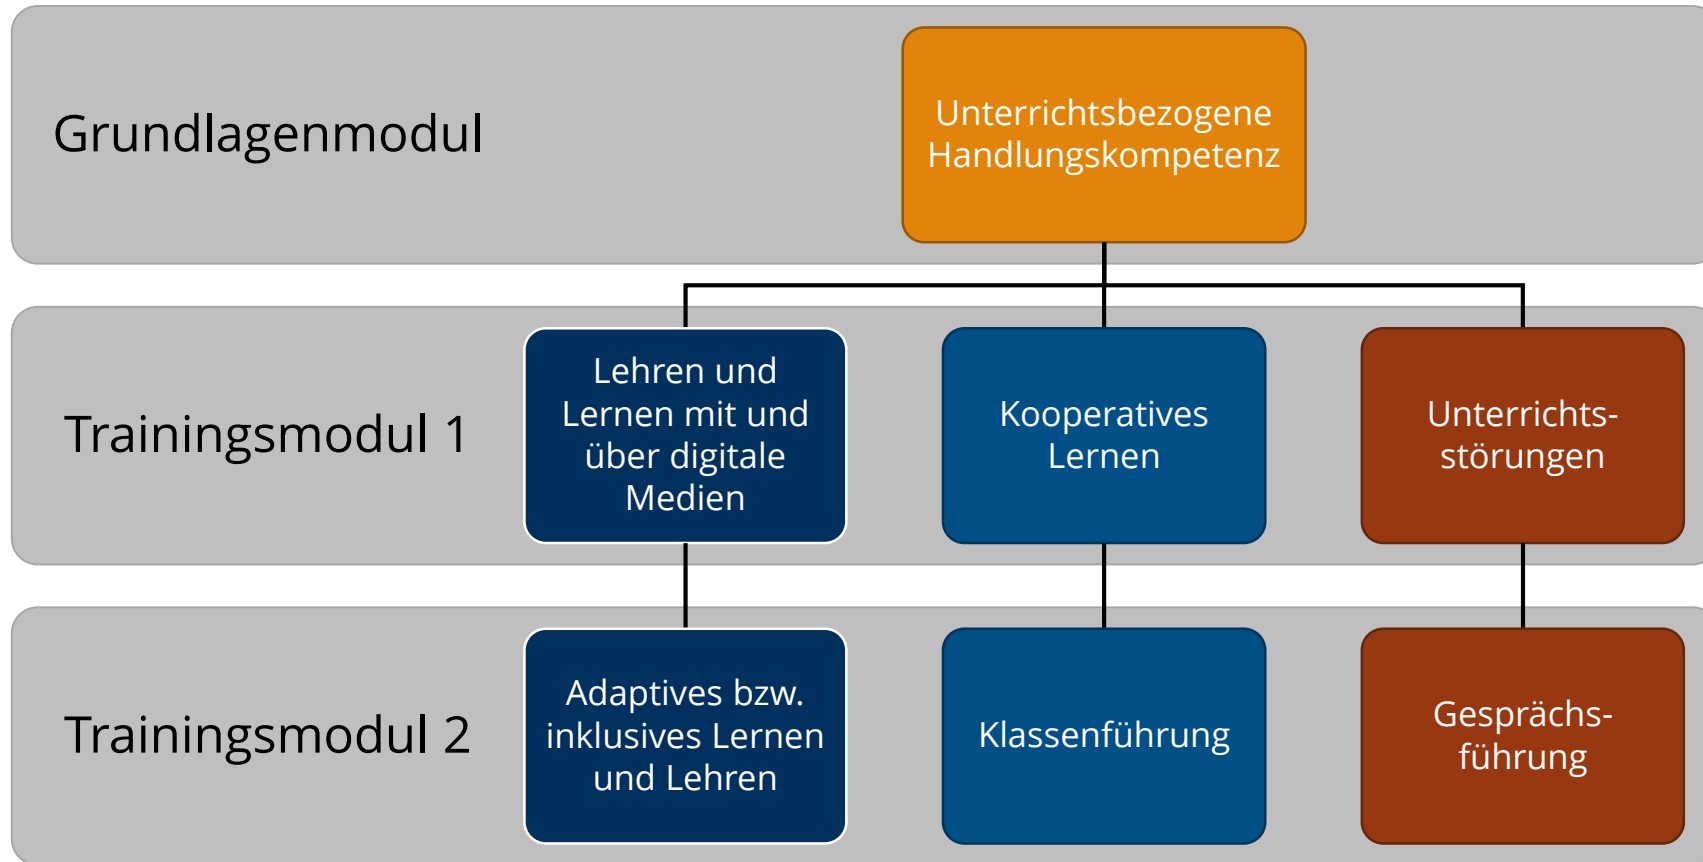 Grundlagenmodul
Unterrichtsbezogene
Handlungskompetenz
Trainingsmodul 1
Lehren und
Lernen mit und
über digitale
Medien
Kooperatives
Lernen
Unterrichts-
störungen
Trainingsmodul 2
Adaptives bzw.
inklusives Lernen
und Lehren
Klassenführung
Gesprächs-
führung